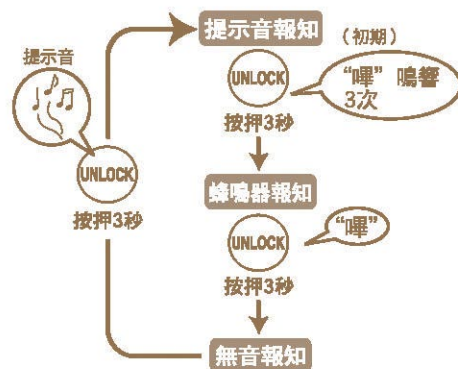 提示音報知
(初期)
提示音
UNLOCK
“嗶” 鳴響
3次
按押3秒
UNLOCK
按押3秒
蜂鳴器報知
UNLOCK
“嗶”
按押3秒
無音報知